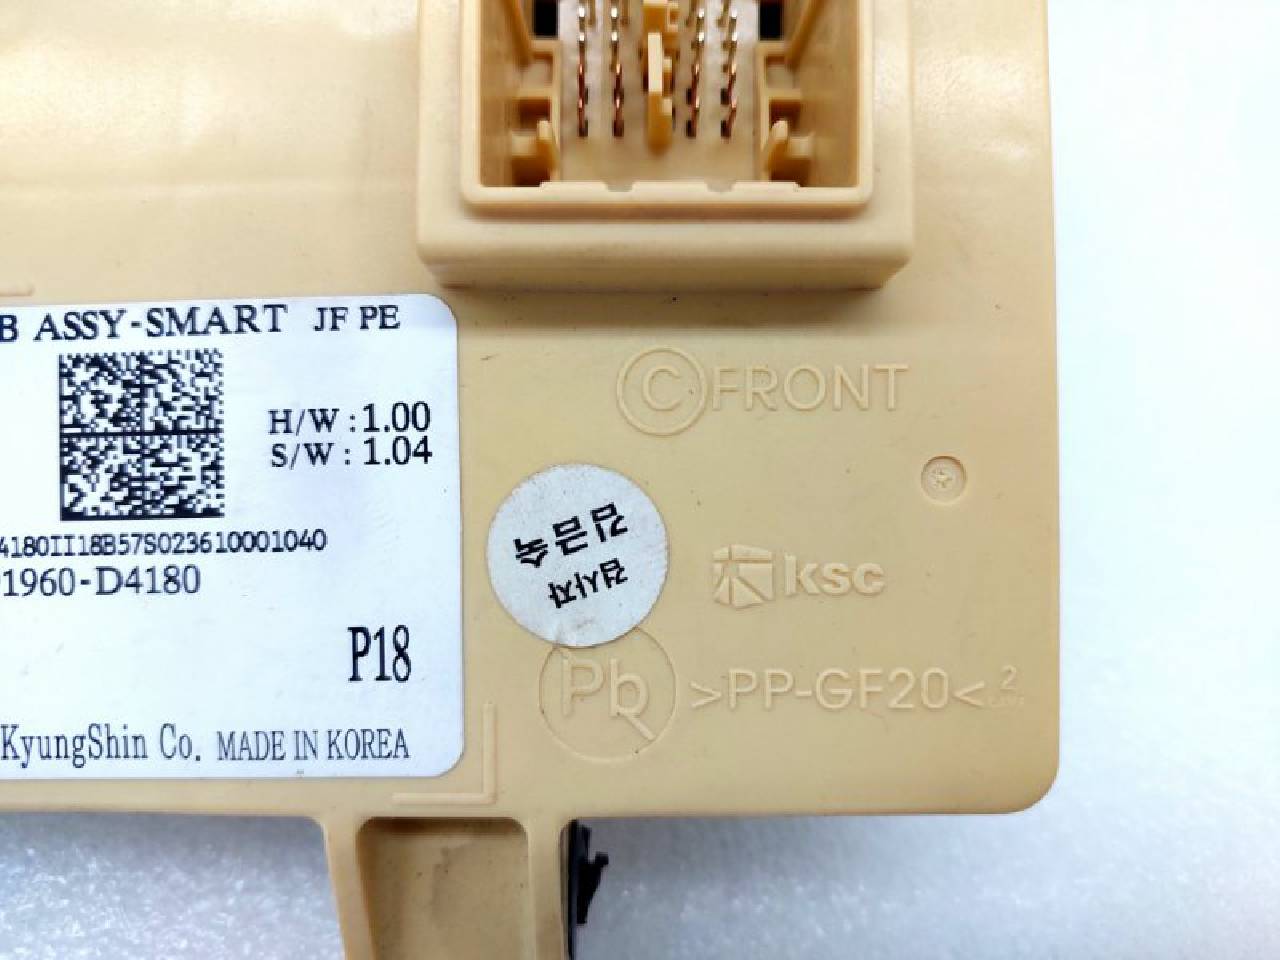 B ASSY-SMART JF PE
H/W : 1.00
S/W : 1.04
4180II18B57S023610001040
1960-D4180
P18
KyungShin Co. MADE IN KOREA
C FRONT
ksc
Pb >PP-GF20< 2